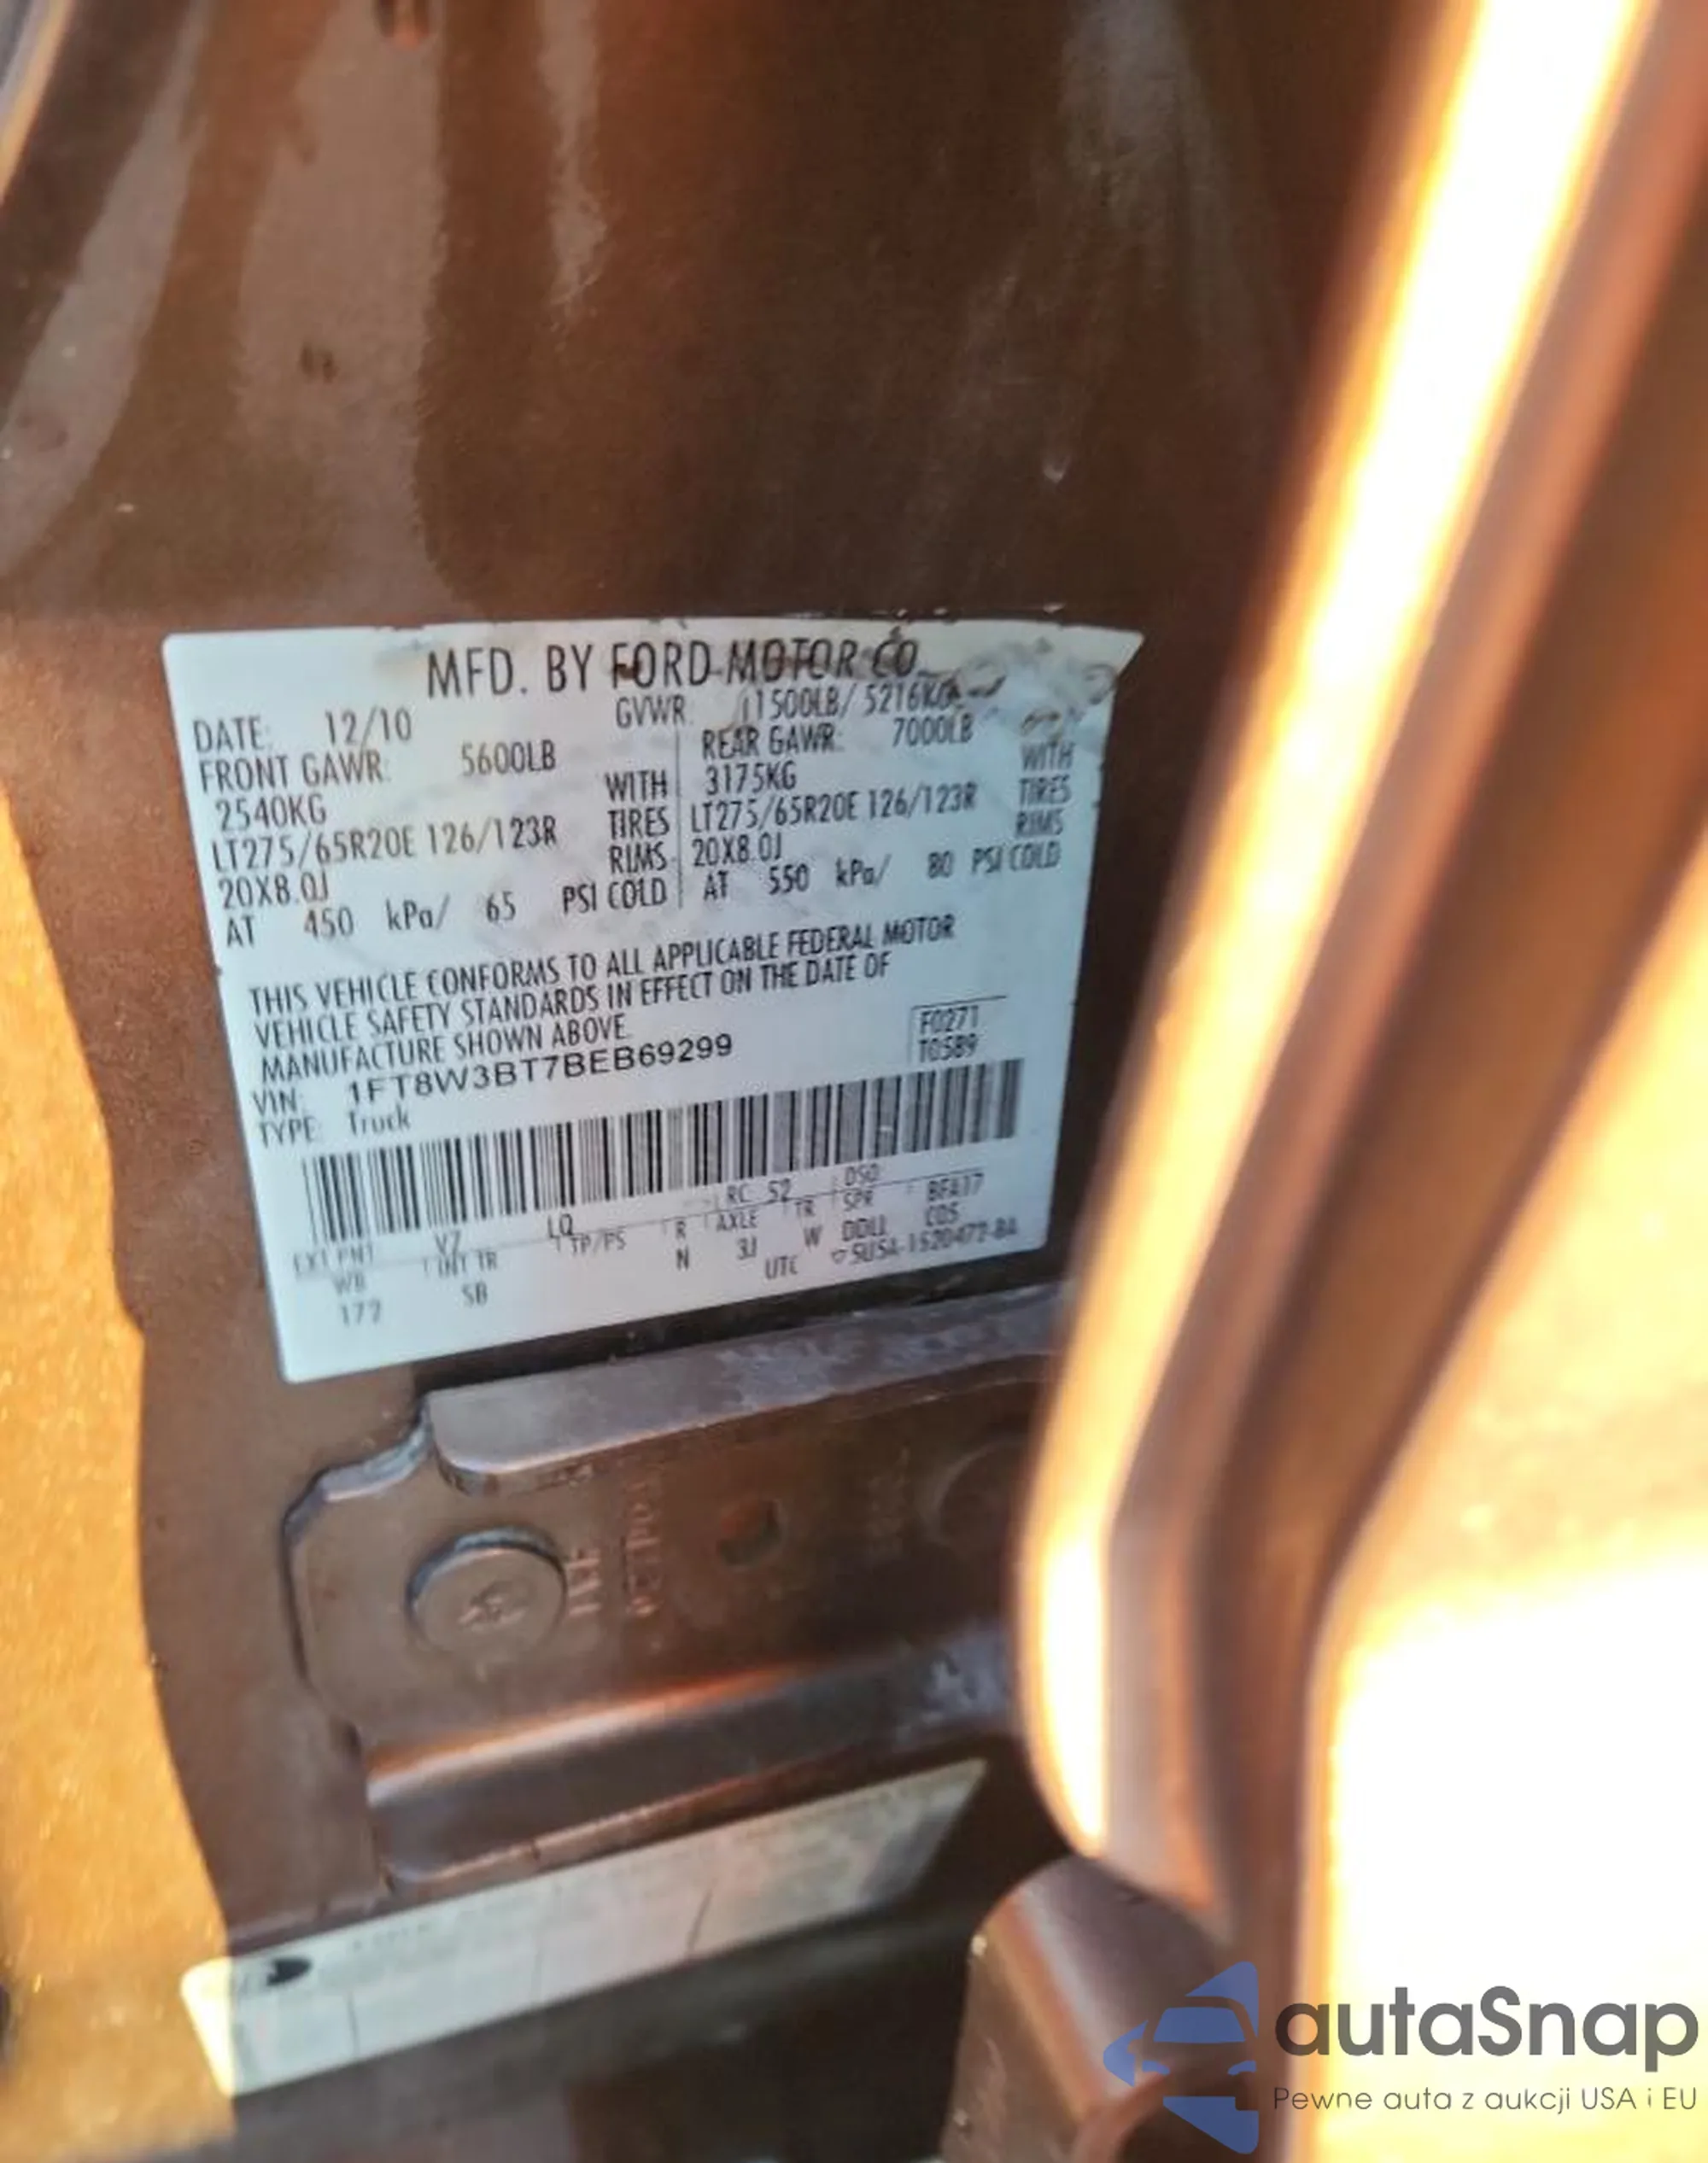 MFD. BY FORD MOTOR CO.
DATE: 12/10 GVWR: 11500LB/ 5216KG
FRONT GAWR: 5600LB REAR GAWR: 7000LB
2540KG WITH 3175KG WITH
LT275/65R20E 126/123R TIRES LT275/65R20E 126/123R TIRES
20X8.0J RIMS 20X8.0J RIMS
AT 450 kPa/ 65 PSI COLD AT 550 kPa/ 80 PSI COLD
THIS VEHICLE CONFORMS TO ALL APPLICABLE FEDERAL MOTOR
VEHICLE SAFETY STANDARDS IN EFFECT ON THE DATE OF
MANUFACTURE SHOWN ABOVE.
VIN: 1FT8W3BT7BEB69299
F0271
T0589
TYPE: Truck
EXT PNT VZ LQ RC 52 DSO
WB INT TR TP/PS R AXLE TR SPR BFA17
172 SB N 3J W DDLL C05
UTC 5U5A-1520472-BA
autaSnap
Pewne auta z aukcji USA i EU